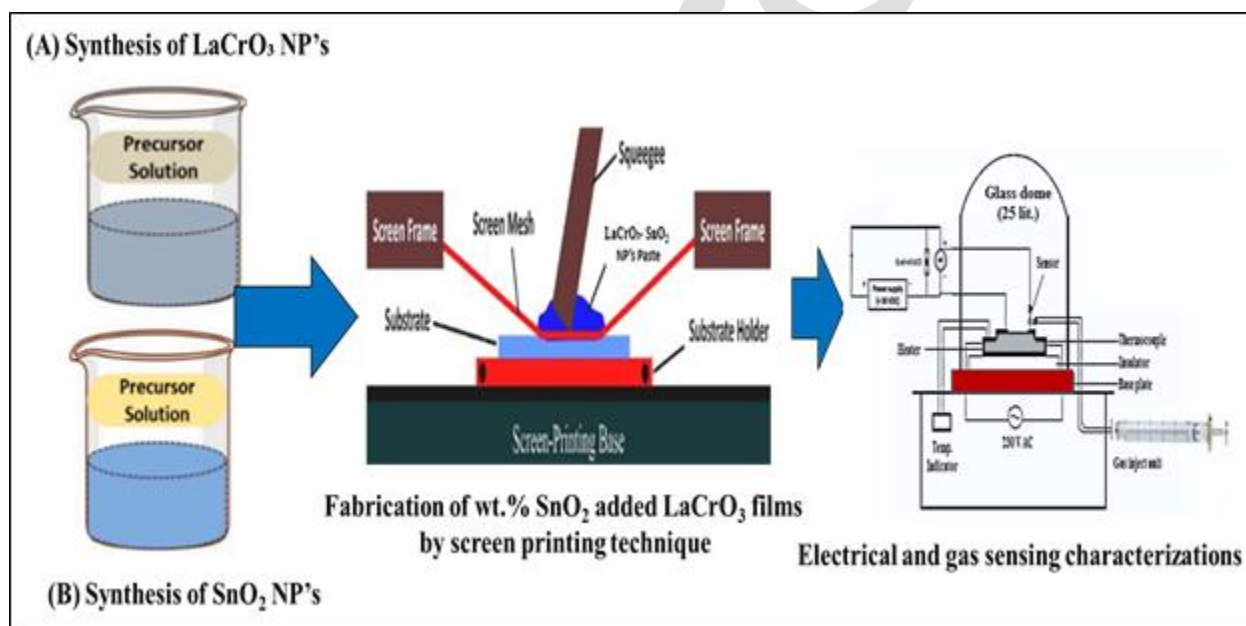 (A) Synthesis of LaCrO₃ NP's
Precursor
Solution
Precursor
Solution
(B) Synthesis of SnO₂ NP's
Squeegee
Screen Frame
Screen Mesh
LaCrO₃- SnO₂
NP's Paste
Screen Frame
Substrate
Substrate Holder
Screen-Printing Base
Fabrication of wt.% SnO₂ added LaCrO₃ films
by screen printing technique
Glass dome
(25 lit.)
Sensor
Power supply
Heater
Thermocouple
Insulator
Base plate
Temp.
Indicator
230 V. AC
Gas inject unit
Electrical and gas sensing characterizations